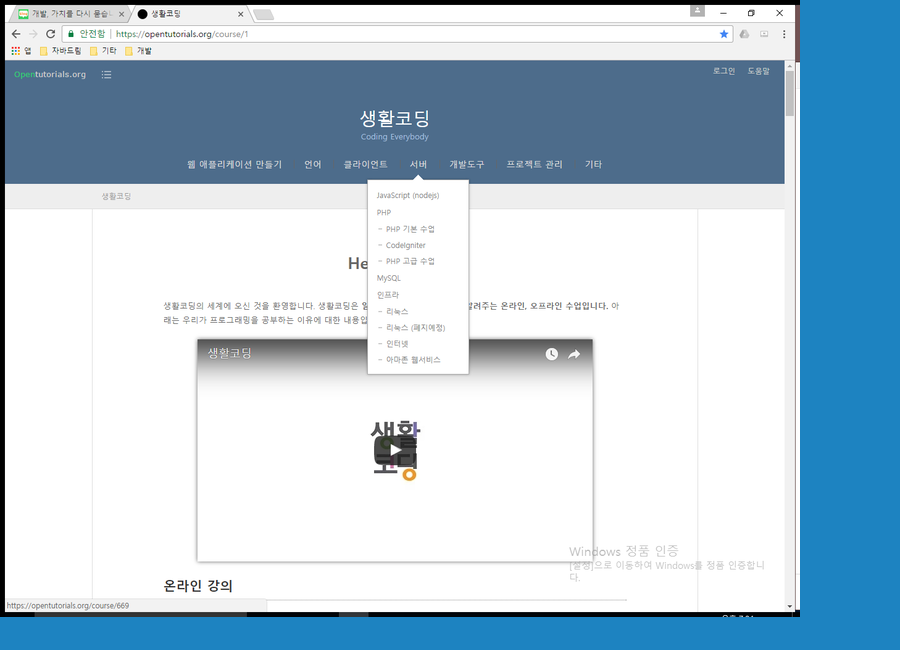 개발, 가치를 다시 묻습니
생활코딩
안전함
https://opentutorials.org/course/1
앱
자바드림
기타
개발
Opentutorials.org
로그인 도움말
생활코딩
Coding Everybody
웹 애플리케이션 만들기 언어 클라이언트 서버 개발도구 프로젝트 관리 기타
생활코딩
JavaScript (nodejs)
PHP
– PHP 기본 수업
– CodeIgniter
– PHP 고급 수업
MySQL
인프라
– 리눅스
– 리눅스 (폐지예정)
– 인터넷
– 아마존 웹서비스
He
생활코딩의 세계에 오신 것을 환영합니다. 생활코딩은 알려주는 온라인, 오프라인 수업입니다. 아
래는 우리가 프로그래밍을 공부하는 이유에 대한 내용입
생활코딩
생활
코딩
Windows 정품 인증
[설정]으로 이동하여 Windows를 정품 인증합니
다.
온라인 강의
https://opentutorials.org/course/669